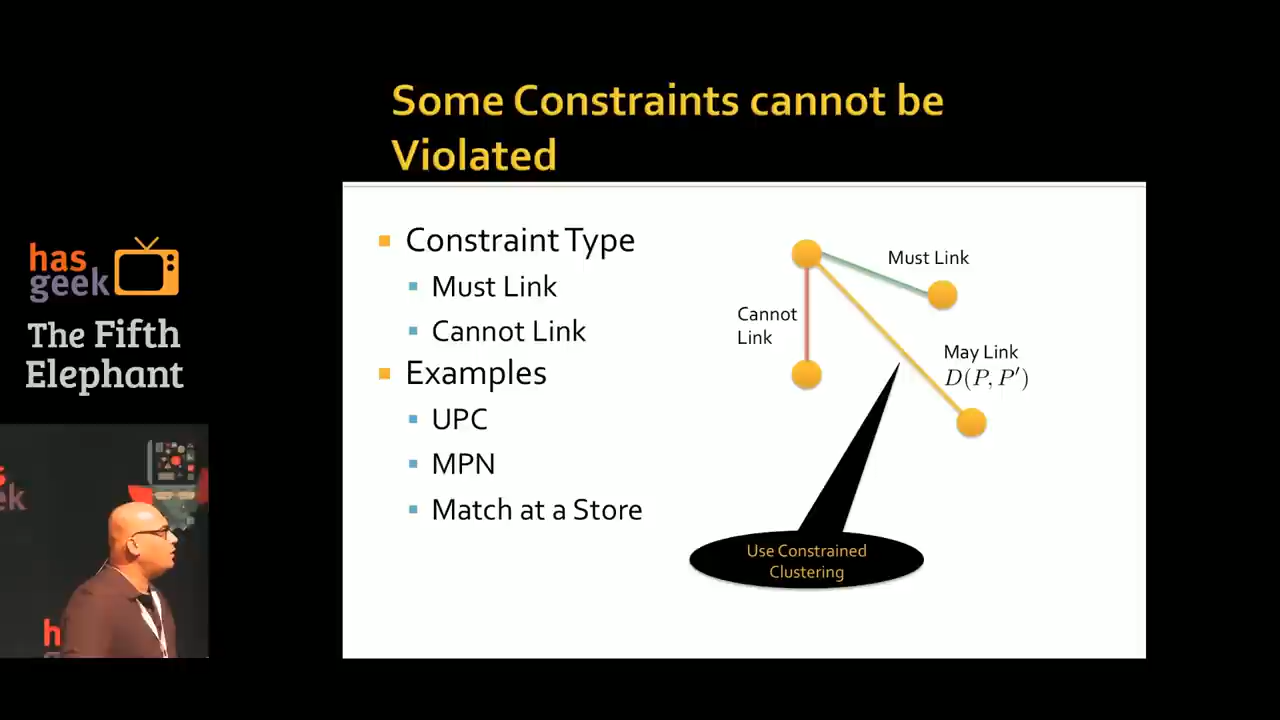 Some Constraints cannot be
Violated
has
geek
The Fifth
Elephant
Constraint Type
Must Link
Cannot Link
Examples
UPC
MPN
Match at a Store
Must Link
Cannot
Link
May Link
D(P, P′)
Use Constrained
Clustering
ek
h